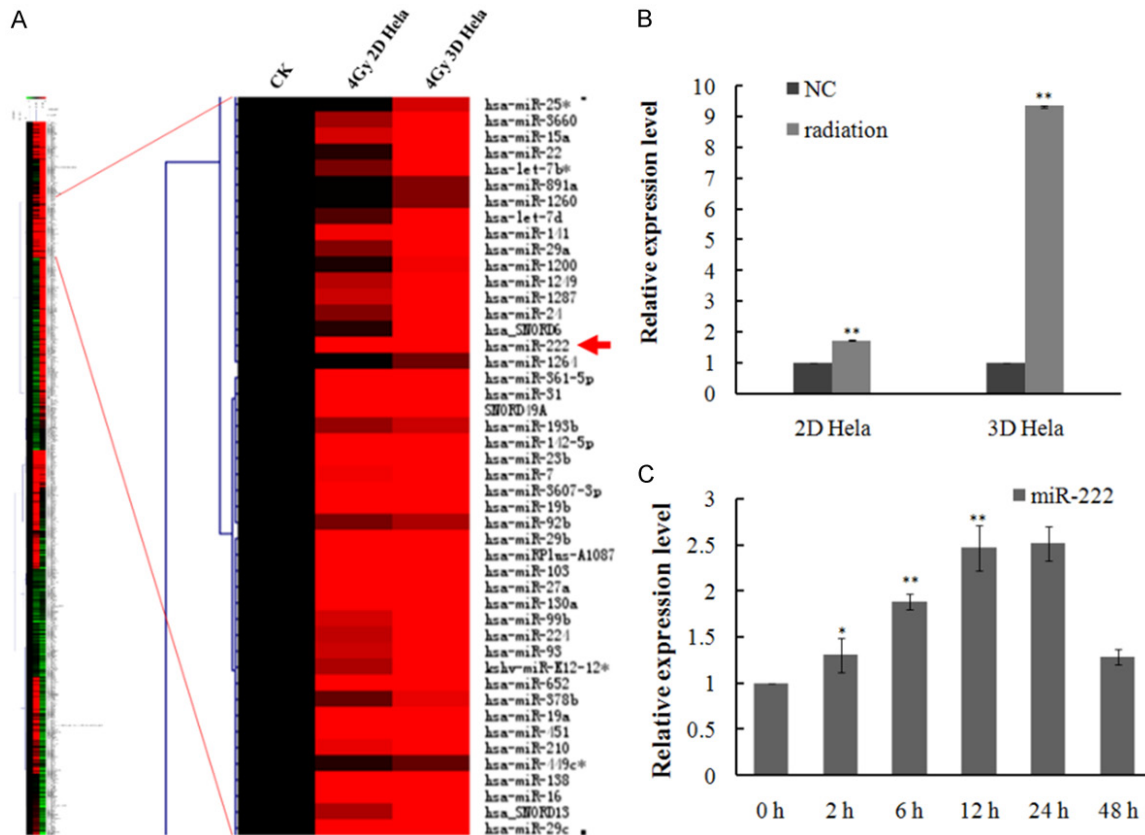 A
CK
4Gy 2D Hela
4Gy 3D Hela
hsa-miR-25*
hsa-miR-3660
hsa-miR-15a
hsa-miR-22
hsa-let-7b*
hsa-miR-891a
hsa-miR-1260
hsa-let-7d
hsa-miR-141
hsa-miR-29a
hsa-miR-1200
hsa-miR-1249
hsa-miR-1287
hsa-miR-24
hsa_SNORD6
hsa-miR-222
hsa-miR-1264
hsa-miR-361-5p
hsa-miR-31
SNORD49A
hsa-miR-193b
hsa-miR-142-5p
hsa-miR-23b
hsa-miR-7
hsa-miR-3607-3p
hsa-miR-19b
hsa-miR-92b
hsa-miR-29b
hsa-miRPlus-A1087
hsa-miR-103
hsa-miR-27a
hsa-miR-130a
hsa-miR-99b
hsa-miR-224
hsa-miR-93
kshv-miR-K12-12*
hsa-miR-652
hsa-miR-378b
hsa-miR-19a
hsa-miR-451
hsa-miR-210
hsa-miR-449c*
hsa-miR-138
hsa-miR-16
hsa_SNORD13
hsa-miR-29c
B
Relative expression level
10
9
8
7
6
5
4
3
2
1
0
NC
radiation
**
**
2D Hela
3D Hela
C
Relative expression level
3
2.5
2
1.5
1
0.5
0
miR-222
*
**
**
0 h
2 h
6 h
12 h
24 h
48 h